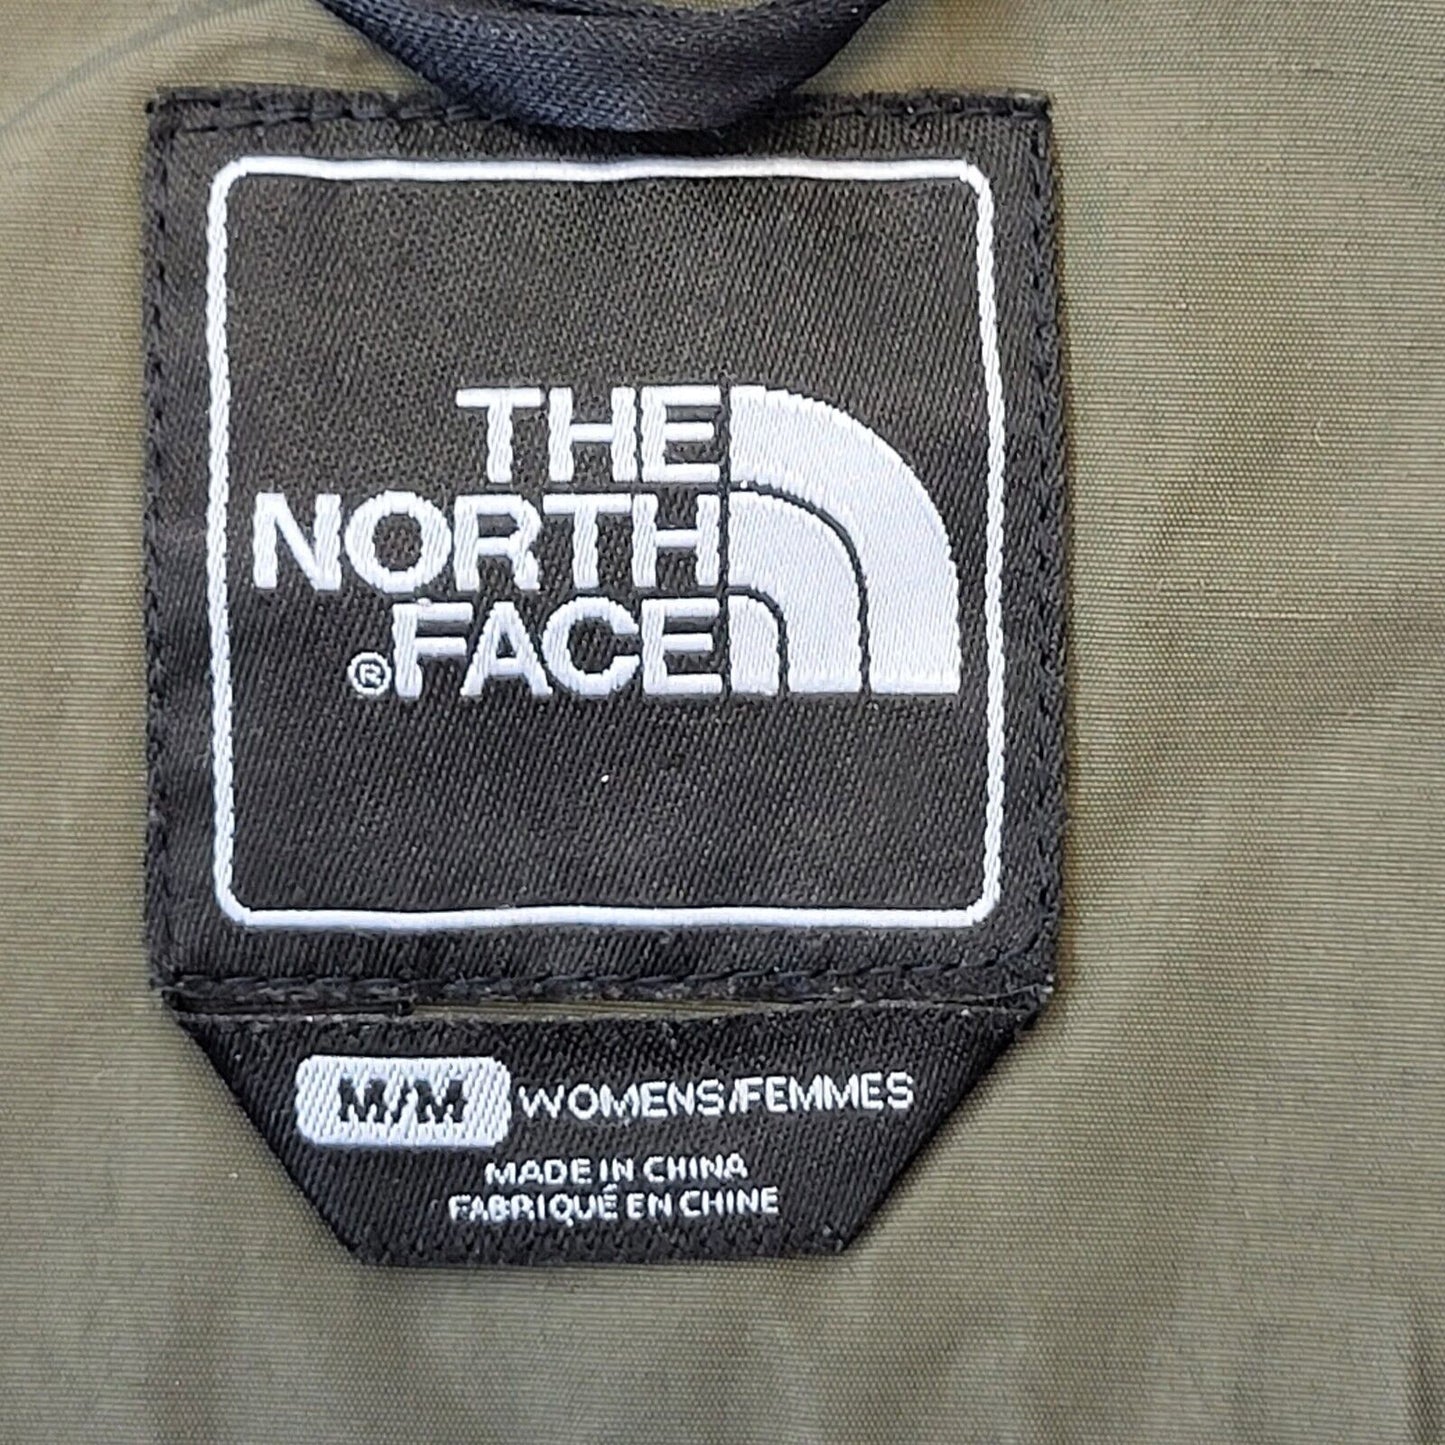 THE
NORTH
®FACE
M/M WOMENS/FEMMES
MADE IN CHINA
FABRIQUÉ EN CHINE